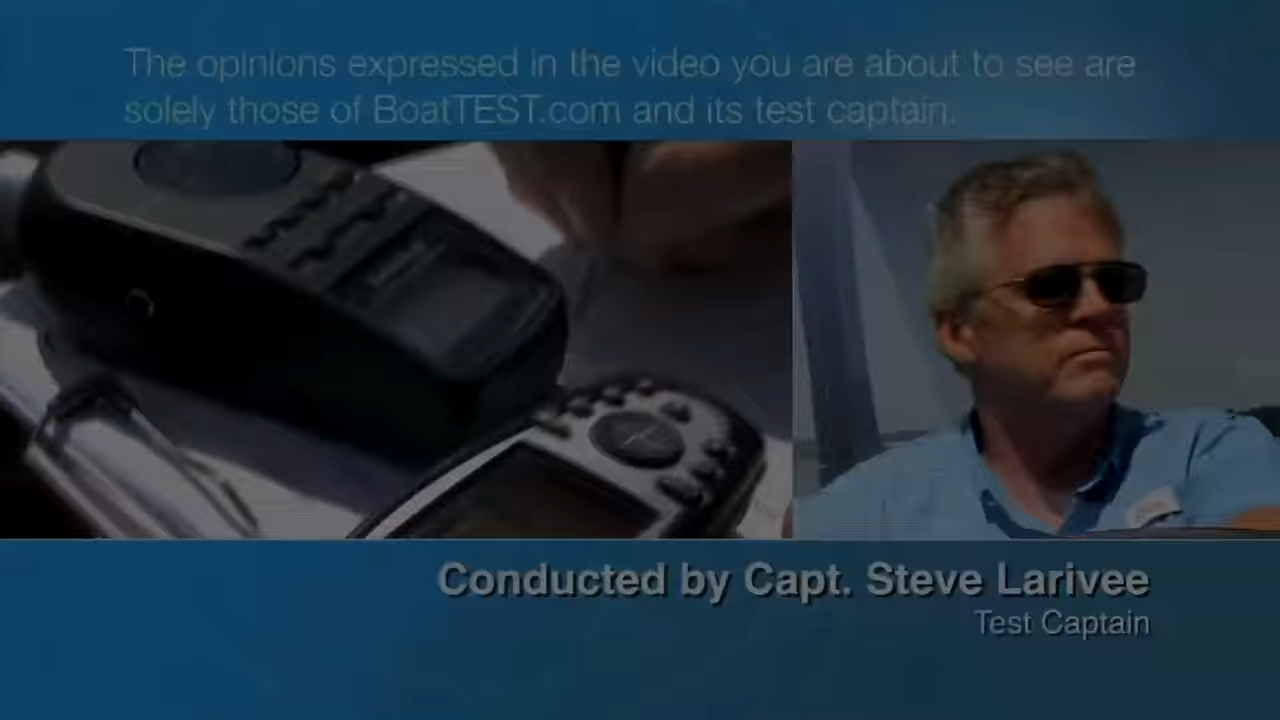 The opinions expressed in the video you are about to see are
solely those of BoatTEST.com and its test captain.
Conducted by Capt. Steve Larivee
Test Captain